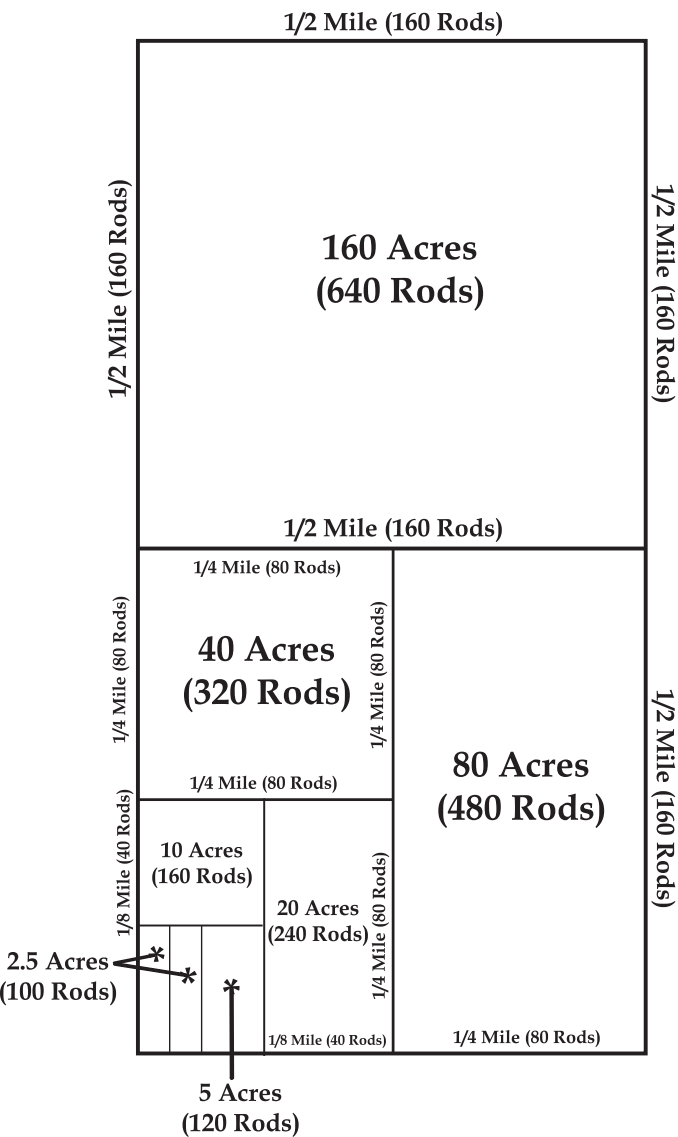 1/2 Mile (160 Rods)
1/2 Mile (160 Rods)
160 Acres
(640 Rods)
1/2 Mile (160 Rods)
1/2 Mile (160 Rods)
1/4 Mile (80 Rods)
1/4 Mile (80 Rods)
40 Acres
(320 Rods)
1/4 Mile (80 Rods)
1/4 Mile (80 Rods)
80 Acres
(480 Rods)
1/2 Mile (160 Rods)
1/8 Mile (40 Rods)
10 Acres
(160 Rods)
20 Acres
(240 Rods)
1/4 Mile (80 Rods)
2.5 Acres
(100 Rods)
*
*
*
1/8 Mile (40 Rods)
1/4 Mile (80 Rods)
5 Acres
(120 Rods)